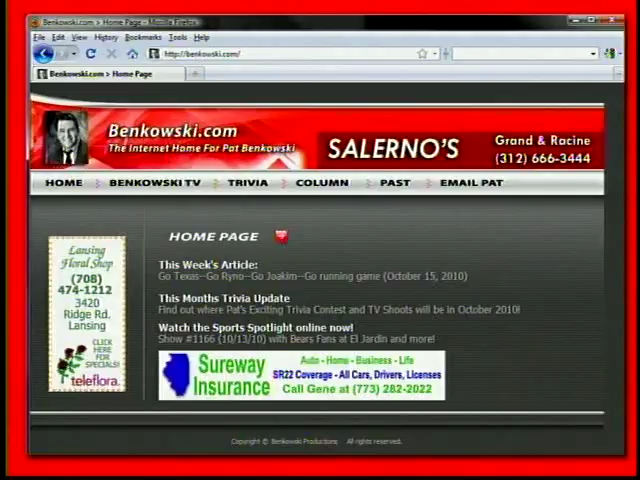 Benkowski.com > Home Page - Mozilla Firefox
File Edit View History Bookmarks Tools Help
http://benkowski.com/
Benkowski.com > Home Page
Benkowski.com
The Internet Home For Pat Benkowski
SALERNO'S
Grand & Racine
(312) 666-3444
HOME
BENKOWSKI TV
TRIVIA
COLUMN
PAST
EMAIL PAT
Lansing
Floral Shop
(708)
474-1212
3420
Ridge Rd.
Lansing
CLICK
HERE
FOR
SPECIALS!
teleflora.
HOME PAGE
This Week's Article:
Go Texas--Go Ryno--Go Joakim--Go running game (October 15, 2010)
This Months Trivia Update
Find out where Pat's Exciting Trivia Contest and TV Shoots will be in October 2010!
Watch the Sports Spotlight online now!
Show #1166 (10/13/10) with Bears Fans at El Jardin and more!
Sureway
Insurance
Auto - Home - Business - Life
SR22 Coverage - All Cars, Drivers, Licenses
Call Gene at (773) 282-2022
Copyright © Benkowski Productions All rights reserved.